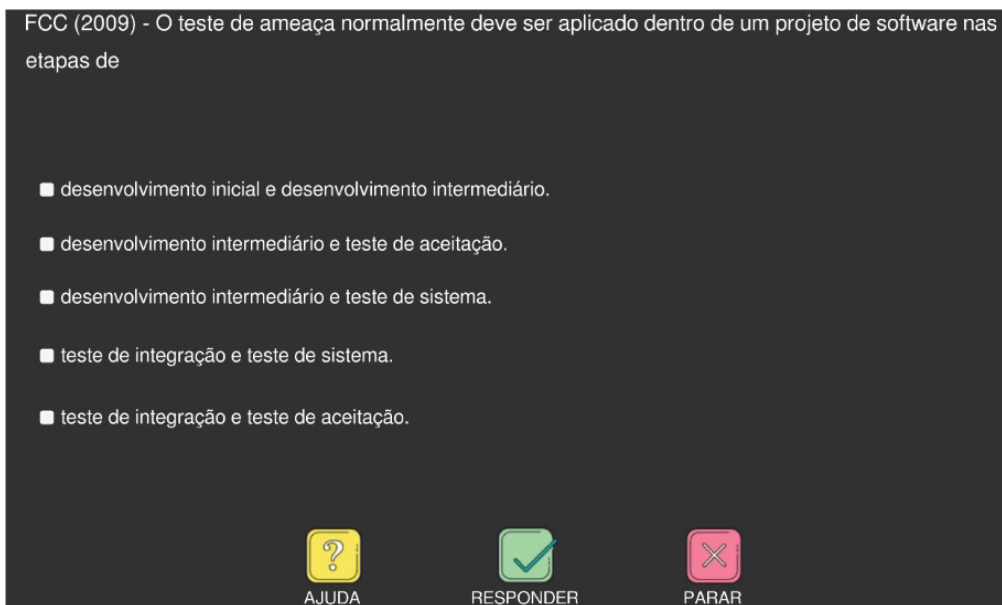 FCC (2009) - O teste de ameaça normalmente deve ser aplicado dentro de um projeto de software nas
etapas de
desenvolvimento inicial e desenvolvimento intermediário.
desenvolvimento intermediário e teste de aceitação.
desenvolvimento intermediário e teste de sistema.
teste de integração e teste de sistema.
teste de integração e teste de aceitação.
?
AJUDA RESPONDER PARAR